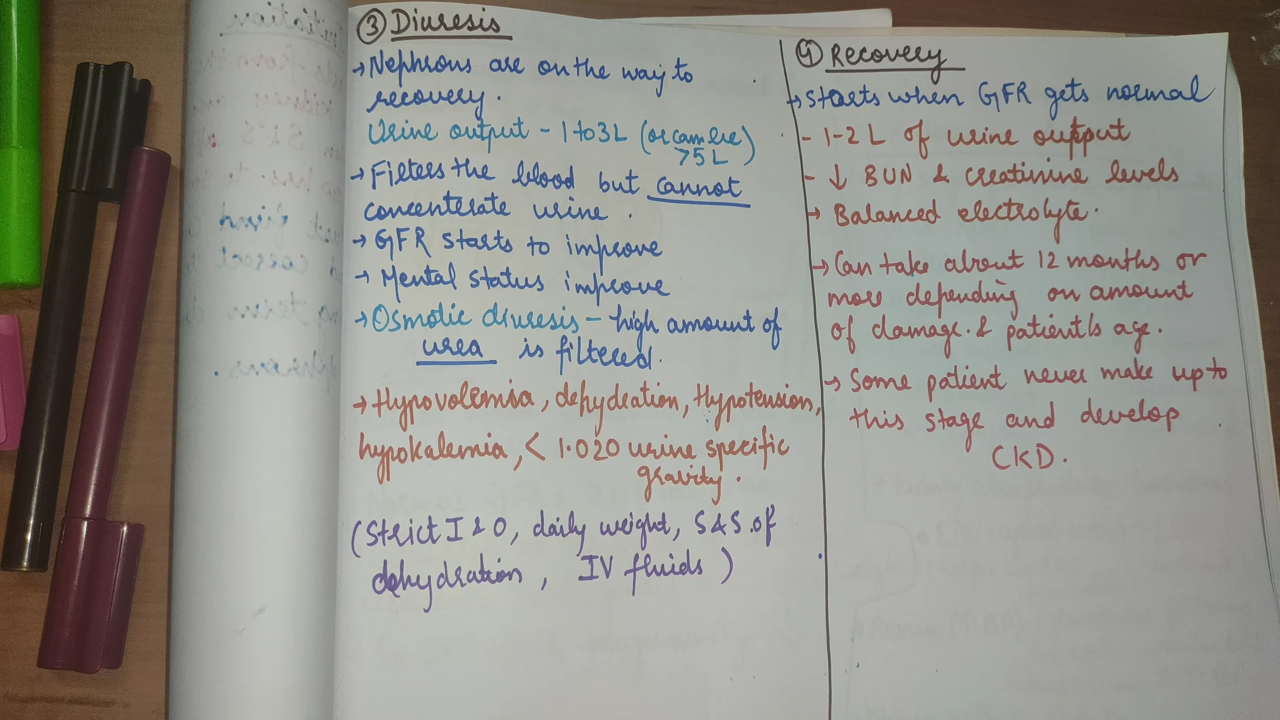 ③ Diuresis
→ Nephrons are on the way to
recovery.
Urine output - 1 to 3L (or can be
>5 L)
→ Filters the blood but cannot
concentrate urine.
→ GFR starts to improve
→ Mental status improve
→ Osmotic diuresis - high amount of
urea is filtered.
→ Hypovolemia, dehydration, Hypotension,
hypokalemia, < 1.020 urine specific
gravity.
(Strict I & O, daily weight, S&S of
dehydration, IV fluids)
④ Recovery
→ Starts when GFR gets normal
- 1-2 L of urine output
- ↓ BUN & creatinine levels
→ Balanced electrolyte.
→ Can take about 12 months or
more depending on amount
of damage. & patient's age.
→ Some patient never make up to
this stage and develop
CKD.